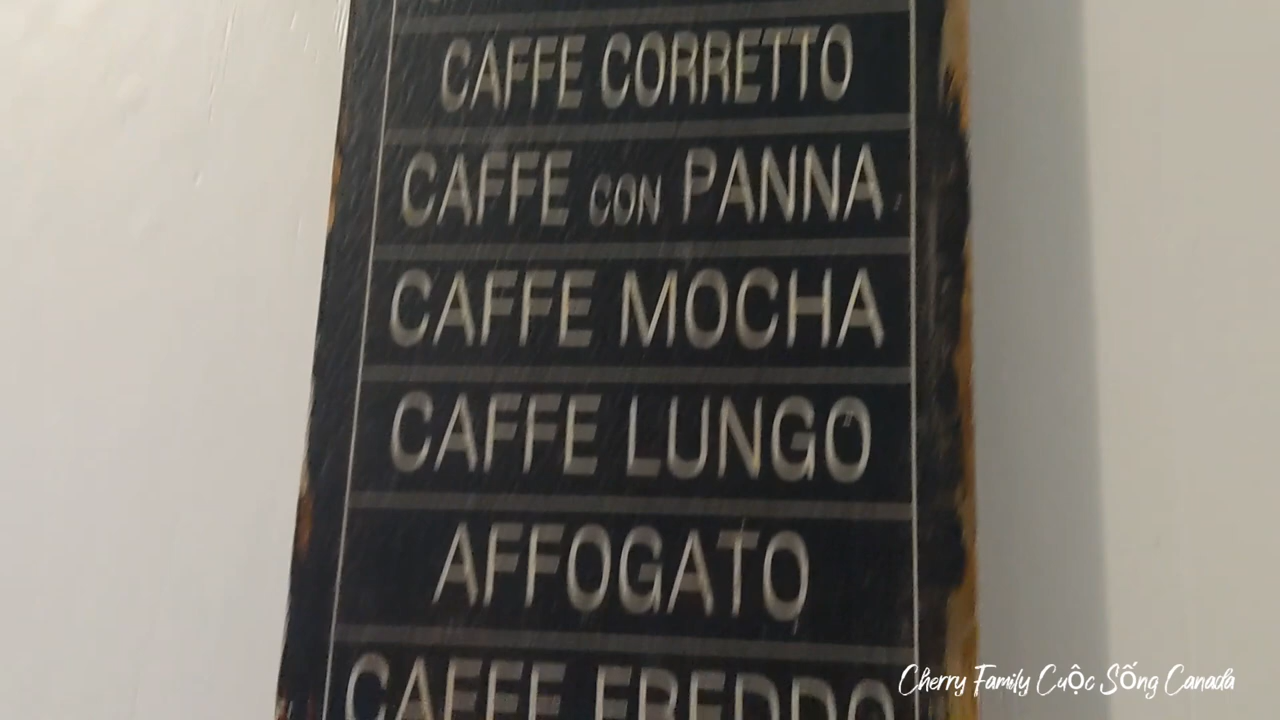 CAFFE CORRETTO
CAFFE CON PANNA
CAFFE MOCHA
CAFFE LUNGO
AFFOGATO
CAFFE FREDDO
Cherry Family Cuộc Sống Canada